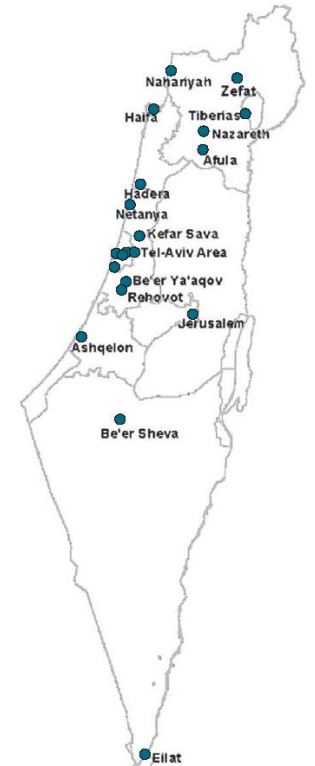 Nahariyah
Zefat
Haifa
Tiberias
Nazareth
Afula
Hadera
Netanya
Kefar Sava
Tel-Aviv Area
Be'er Ya'aqov
Rehovot
Jerusalem
Ashqelon
Be'er Sheva
Eilat